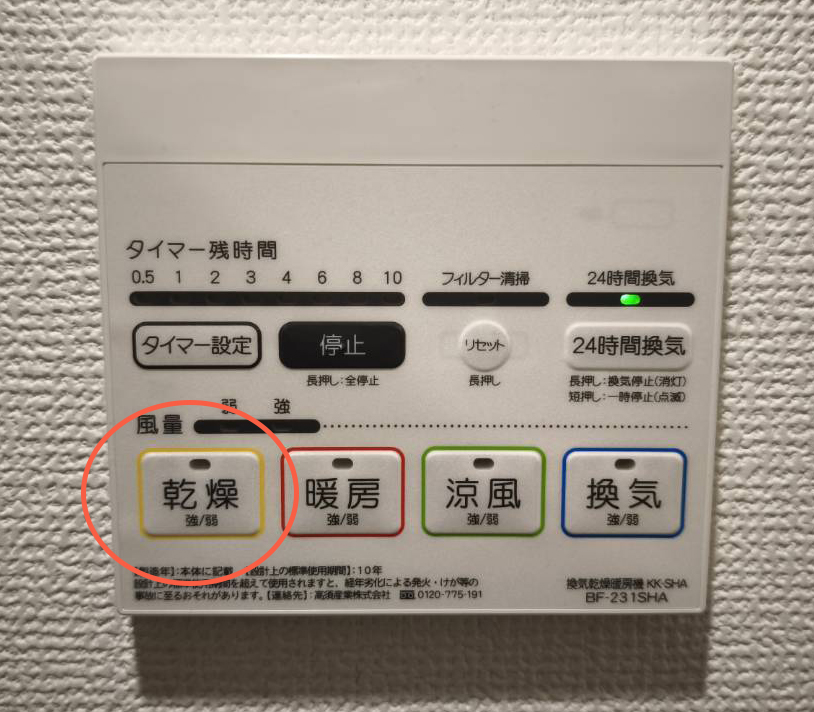 タイマー残時間
0.5 1 2 3 4 6 8 10
フィルター清掃
24時間換気
タイマー設定
停止
長押し:全停止
リセット
長押し
24時間換気
長押し:換気停止(消灯)
短押し:一時停止(点滅)
弱 強
風量
乾燥
強/弱
暖房
強/弱
涼風
強/弱
換気
強/弱
年】:本体に記載 計上の標準使用期間】:10年
設計上の 期間を超えて使用されますと、経年劣化による発火・けが等の
事故に至るおそれがあります。【連絡先】:高須産業株式会社 0120-775-191
換気乾燥暖房機 KK-SHA
BF-231SHA